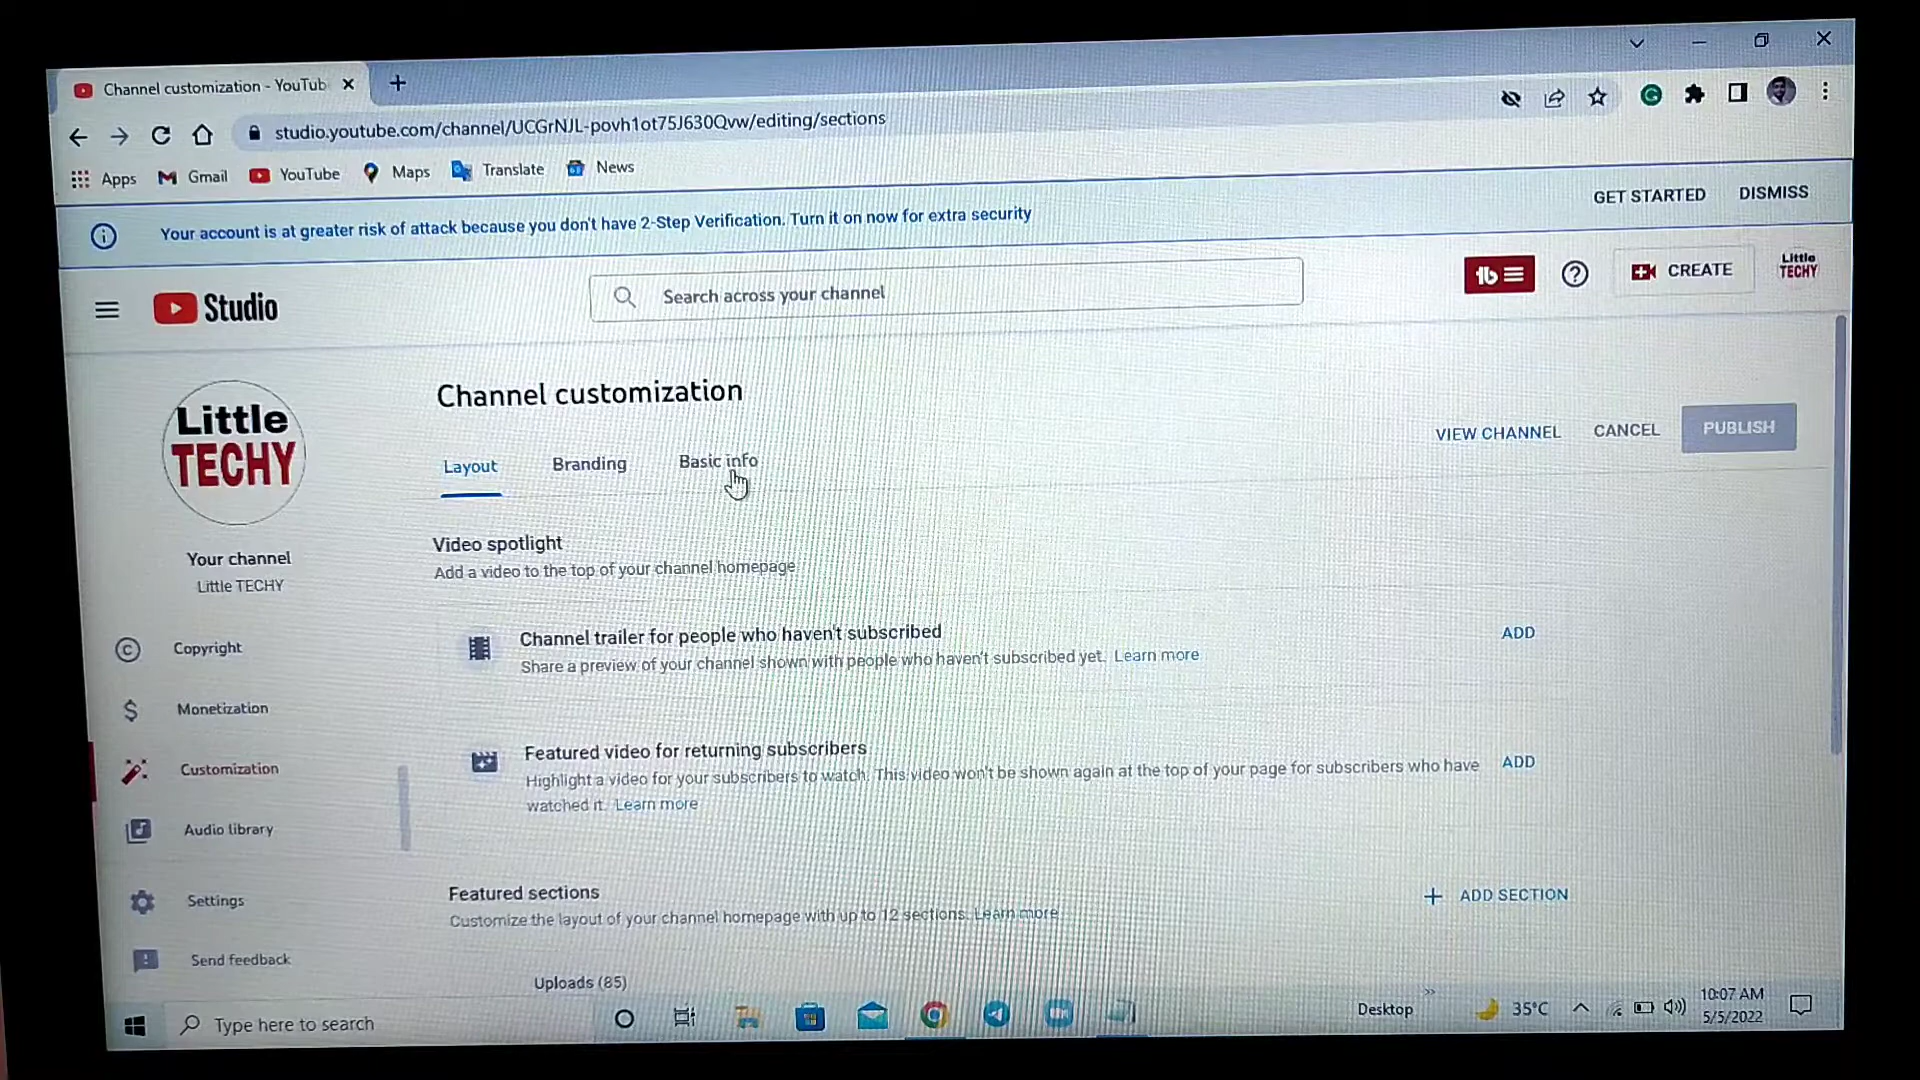 Channel customization - YouTub
studio.youtube.com/channel/UCGrNJL-povh1ot75J630Qvw/editing/sections
Apps Gmail YouTube Maps Translate News
Your account is at greater risk of attack because you don't have 2-Step Verification. Turn it on now for extra security GET STARTED DISMISS
Studio Search across your channel CREATE Little TECHY
Little
TECHY
Your channel
Little TECHY
Copyright
Monetization
Customization
Audio library
Settings
Send feedback
Channel customization
VIEW CHANNEL CANCEL PUBLISH
Layout Branding Basic info
Video spotlight
Add a video to the top of your channel homepage
Channel trailer for people who haven't subscribed ADD
Share a preview of your channel shown with people who haven't subscribed yet. Learn more
Featured video for returning subscribers
Highlight a video for your subscribers to watch. This video won't be shown again at the top of your page for subscribers who have ADD
watched it. Learn more
Featured sections
+ ADD SECTION
Customize the layout of your channel homepage with up to 12 sections. Learn more
Uploads (85)
Type here to search Desktop 35°C 10:07 AM
5/5/2022